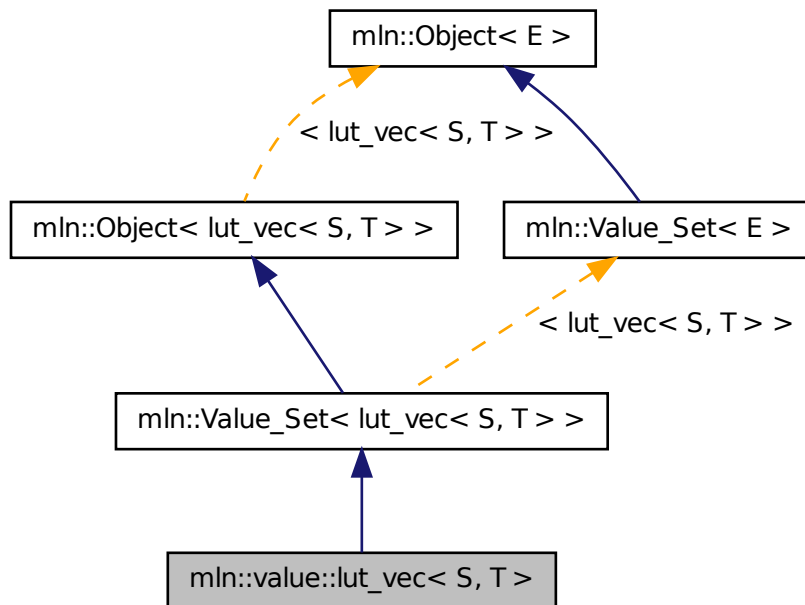 mln::Object< E >
< lut_vec< S, T > >
mln::Object< lut_vec< S, T > >
mln::Value_Set< E >
< lut_vec< S, T > >
mln::Value_Set< lut_vec< S, T > >
mln::value::lut_vec< S, T >